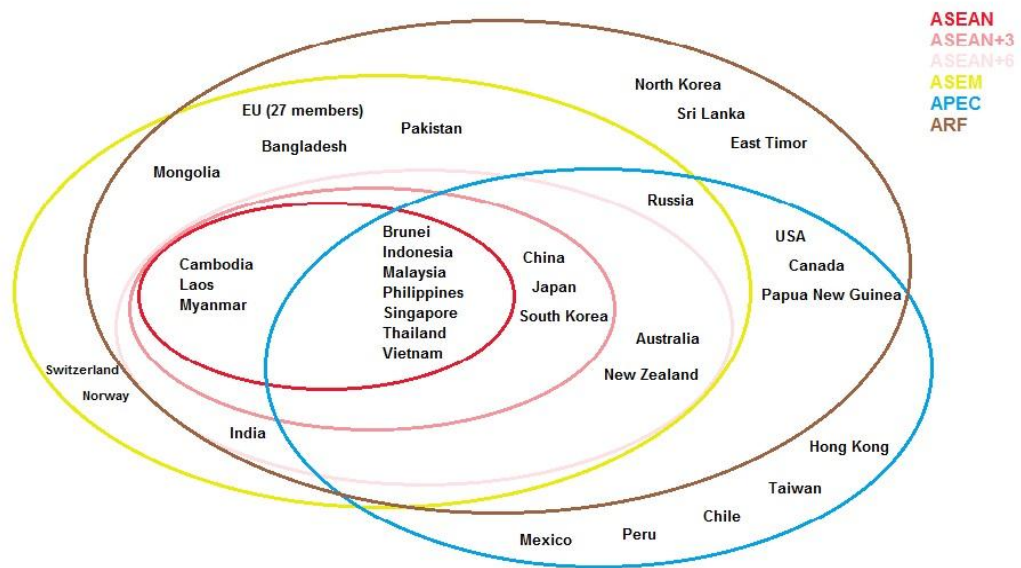 ASEAN
ASEAN+3
ASEAN+6
ASEM
APEC
ARF
North Korea
Sri Lanka
East Timor
EU (27 members)
Pakistan
Bangladesh
Mongolia
Russia
USA
Canada
Papua New Guinea
Brunei
Indonesia
Malaysia
Philippines
Singapore
Thailand
Vietnam
Cambodia
Laos
Myanmar
China
Japan
South Korea
Australia
New Zealand
Switzerland
Norway
India
Hong Kong
Taiwan
Chile
Peru
Mexico